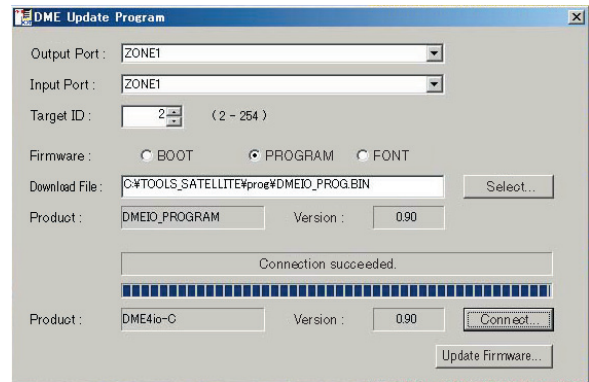 DME Update Program
Output Port : ZONE1
Input Port : ZONE1
Target ID : 2 ( 2 - 254 )
Firmware : BOOT PROGRAM FONT
Download File : C:¥TOOLS_SATELLITE¥prog¥DMEIO_PROG.BIN Select...
Product : DMEIO_PROGRAM Version : 0.90
Connection succeeded.
Product : DME4io-C Version : 0.90 Connect...
Update Firmware...